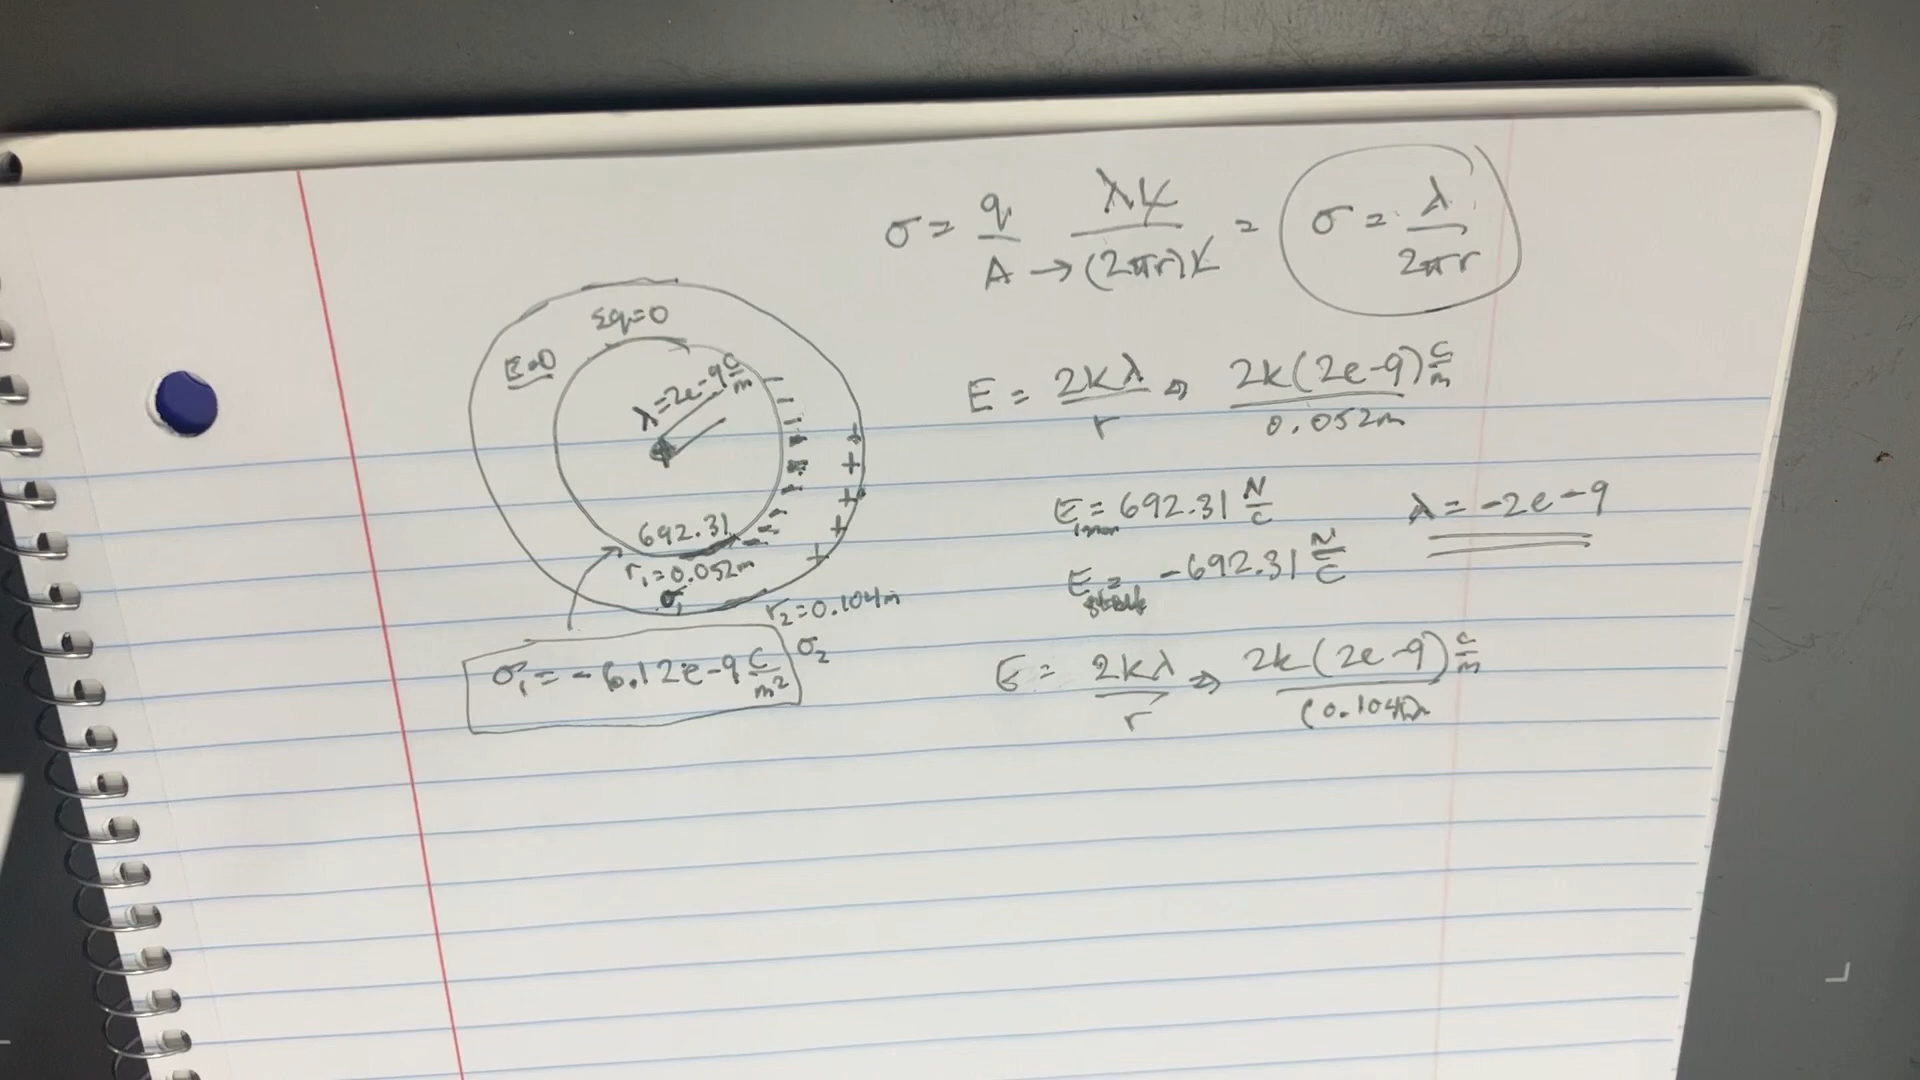 σ = q/A → λL/(2πr)L = σ = λ/2πr
Σq=0
E=0
λ=2e-9 C/m
E = 2kλ/r ⇒ 2k(2e-9) C/m / 0.052m
692.31
r₁=0.052m
σ₁
r₂=0.104m
σ₂
E = 692.31 N/C
λ = -2e-9
E = -692.31 N/C
σ₁ = -6.12e-9 C/m²
E = 2kλ/r ⇒ 2k(2e-9) C/m / (0.104)m